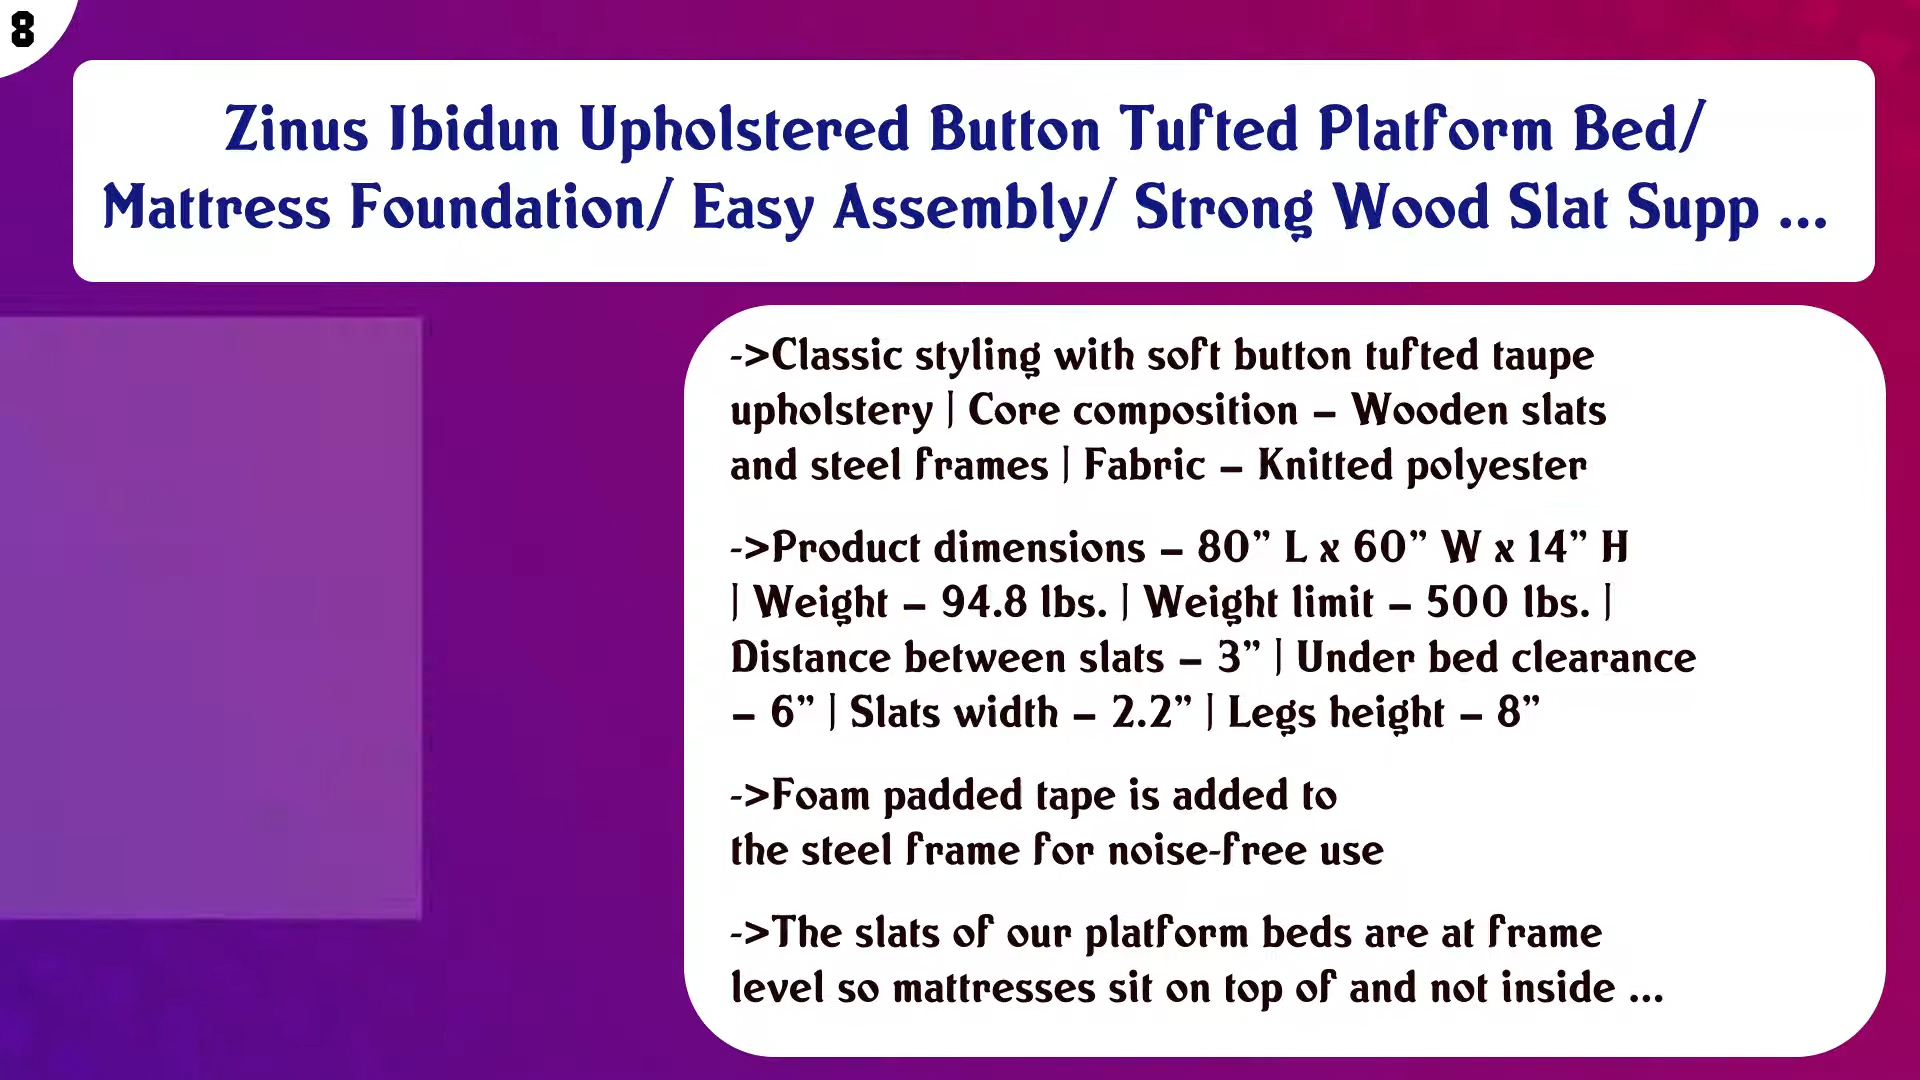 8
Zinus Ibidun Upholstered Button Tufted Platform Bed/
Mattress Foundation/ Easy Assembly/ Strong Wood Slat Supp ...
->Classic styling with soft button tufted taupe
upholstery | Core composition – Wooden slats
and steel frames | Fabric – Knitted polyester
->Product dimensions – 80” L x 60” W x 14” H
| Weight – 94.8 lbs. | Weight limit – 500 lbs. |
Distance between slats – 3” | Under bed clearance
– 6” | Slats width – 2.2” | Legs height – 8”
->Foam padded tape is added to
the steel frame for noise-free use
->The slats of our platform beds are at frame
level so mattresses sit on top of and not inside ...